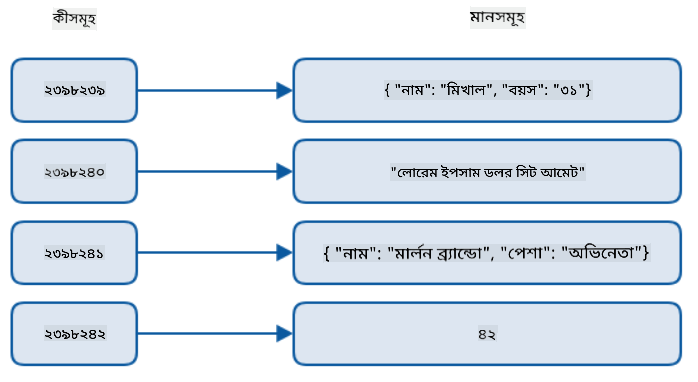 কীসমূহ মানসমূহ
২৩৯৮২৩৯ { "নাম": "মিখাল", "বয়স": "৩১"}
২৩৯৮২৪০ "লোরেম ইপসাম ডলর সিট আমেট"
২৩৯৮২৪১ { "নাম": "মার্লন ব্র্যান্ডো", "পেশা": "অভিনেতা"}
২৩৯৮২৪২ ৪২